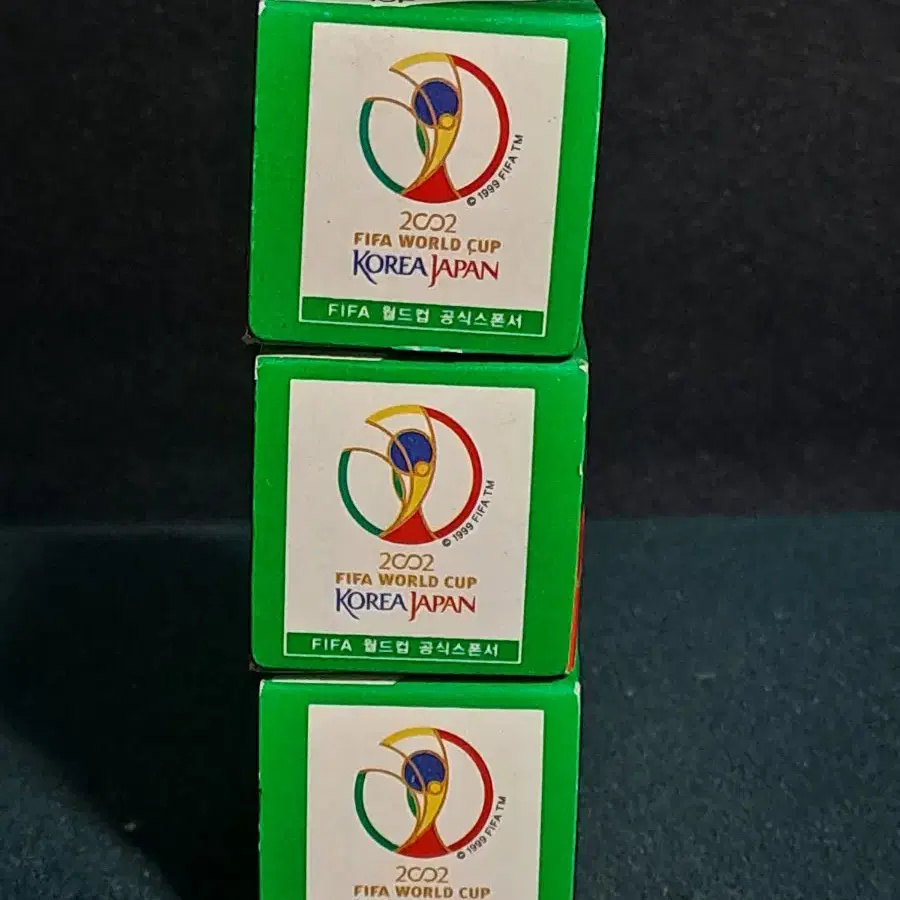 © 1999 FIFA TM
2002
FIFA WORLD CUP
KOREA JAPAN
FIFA 월드컵 공식스폰서
© 1999 FIFA TM
2002
FIFA WORLD CUP
KOREA JAPAN
FIFA 월드컵 공식스폰서
© 1999 FIFA TM
2002
FIFA WORLD CUP